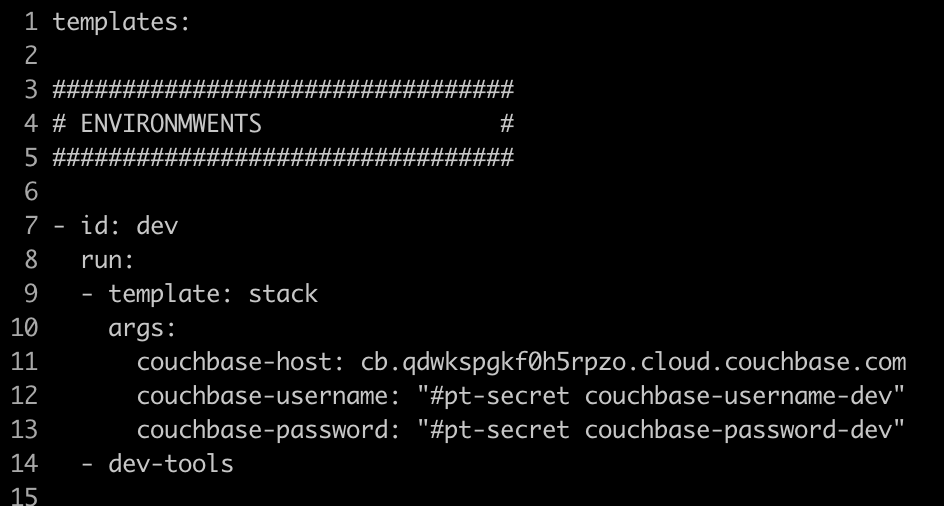 1 templates:
2
3 #################################
4 # ENVIRONMWENTS                 #
5 #################################
6
7 - id: dev
8   run:
9   - template: stack
10     args:
11       couchbase-host: cb.qdwkspgkf0h5rpzo.cloud.couchbase.com
12       couchbase-username: "#pt-secret couchbase-username-dev"
13       couchbase-password: "#pt-secret couchbase-password-dev"
14   - dev-tools
15